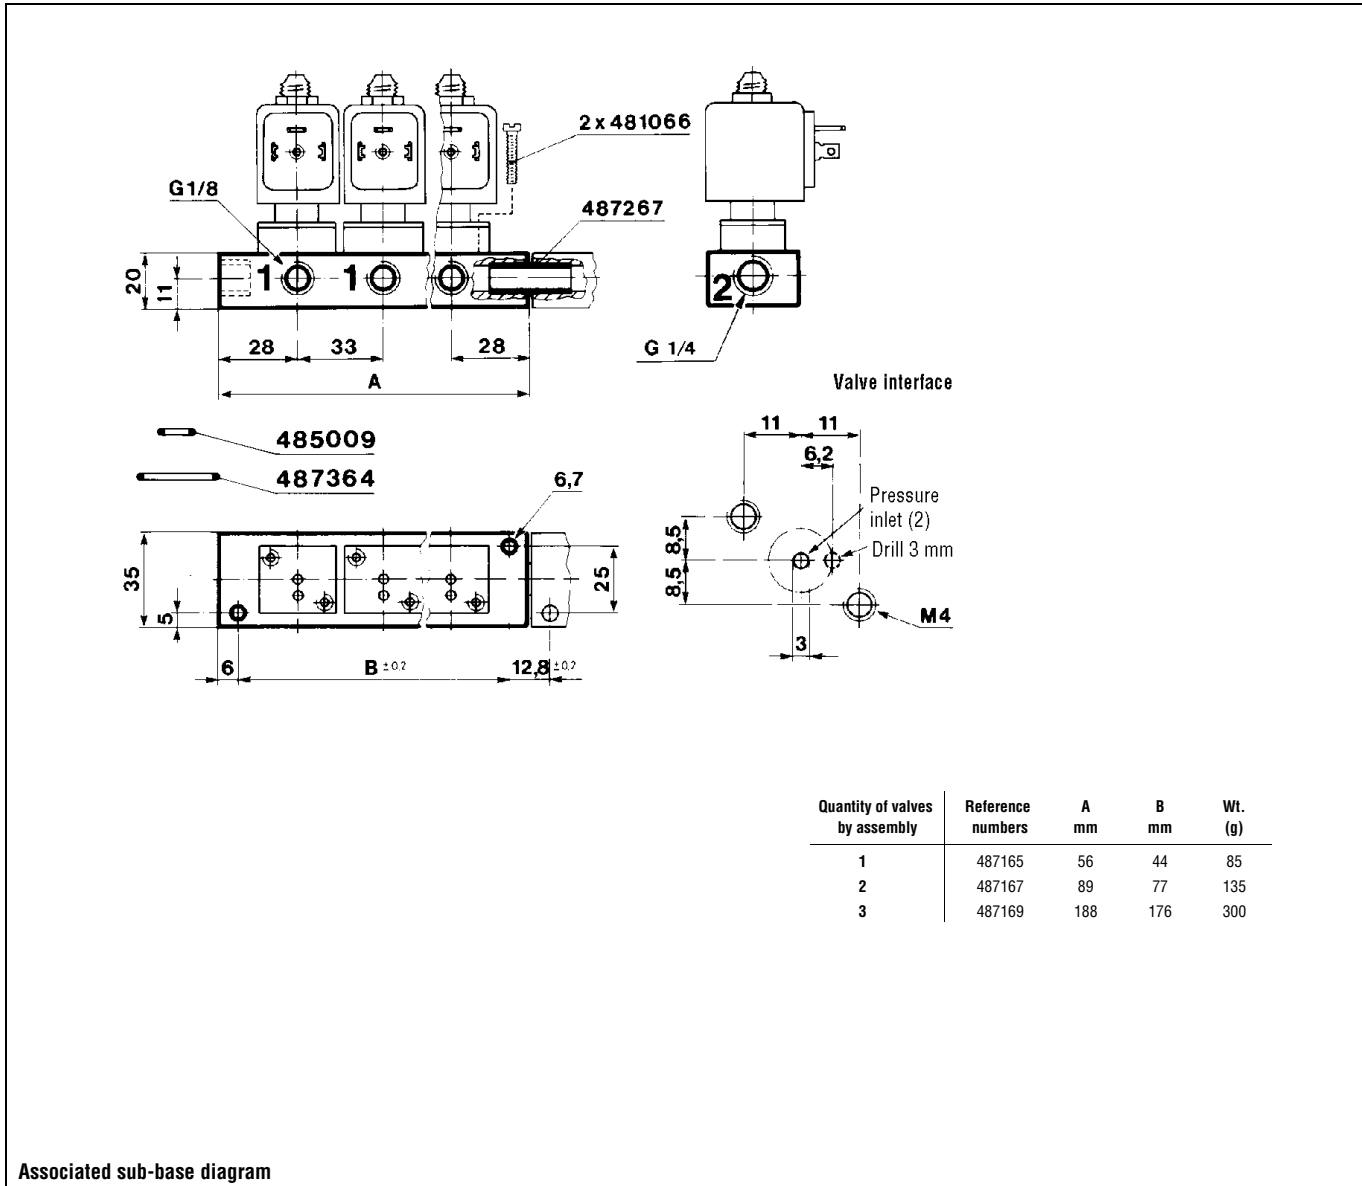 2 x 481066
G1/8
487267
20
11
1
1
2
28
33
28
G 1/4
A
Valve interface
485009
487364
11
11
6,2
6,7
Pressure
inlet (2)
Drill 3 mm
8,5
8,5
35
5
25
M4
3
6
B ±0,2
12,8 ±0,2
Quantity of valves by assembly Reference numbers A mm B mm Wt. (g)
1 487165 56 44 85
2 487167 89 77 135
3 487169 188 176 300
Associated sub-base diagram